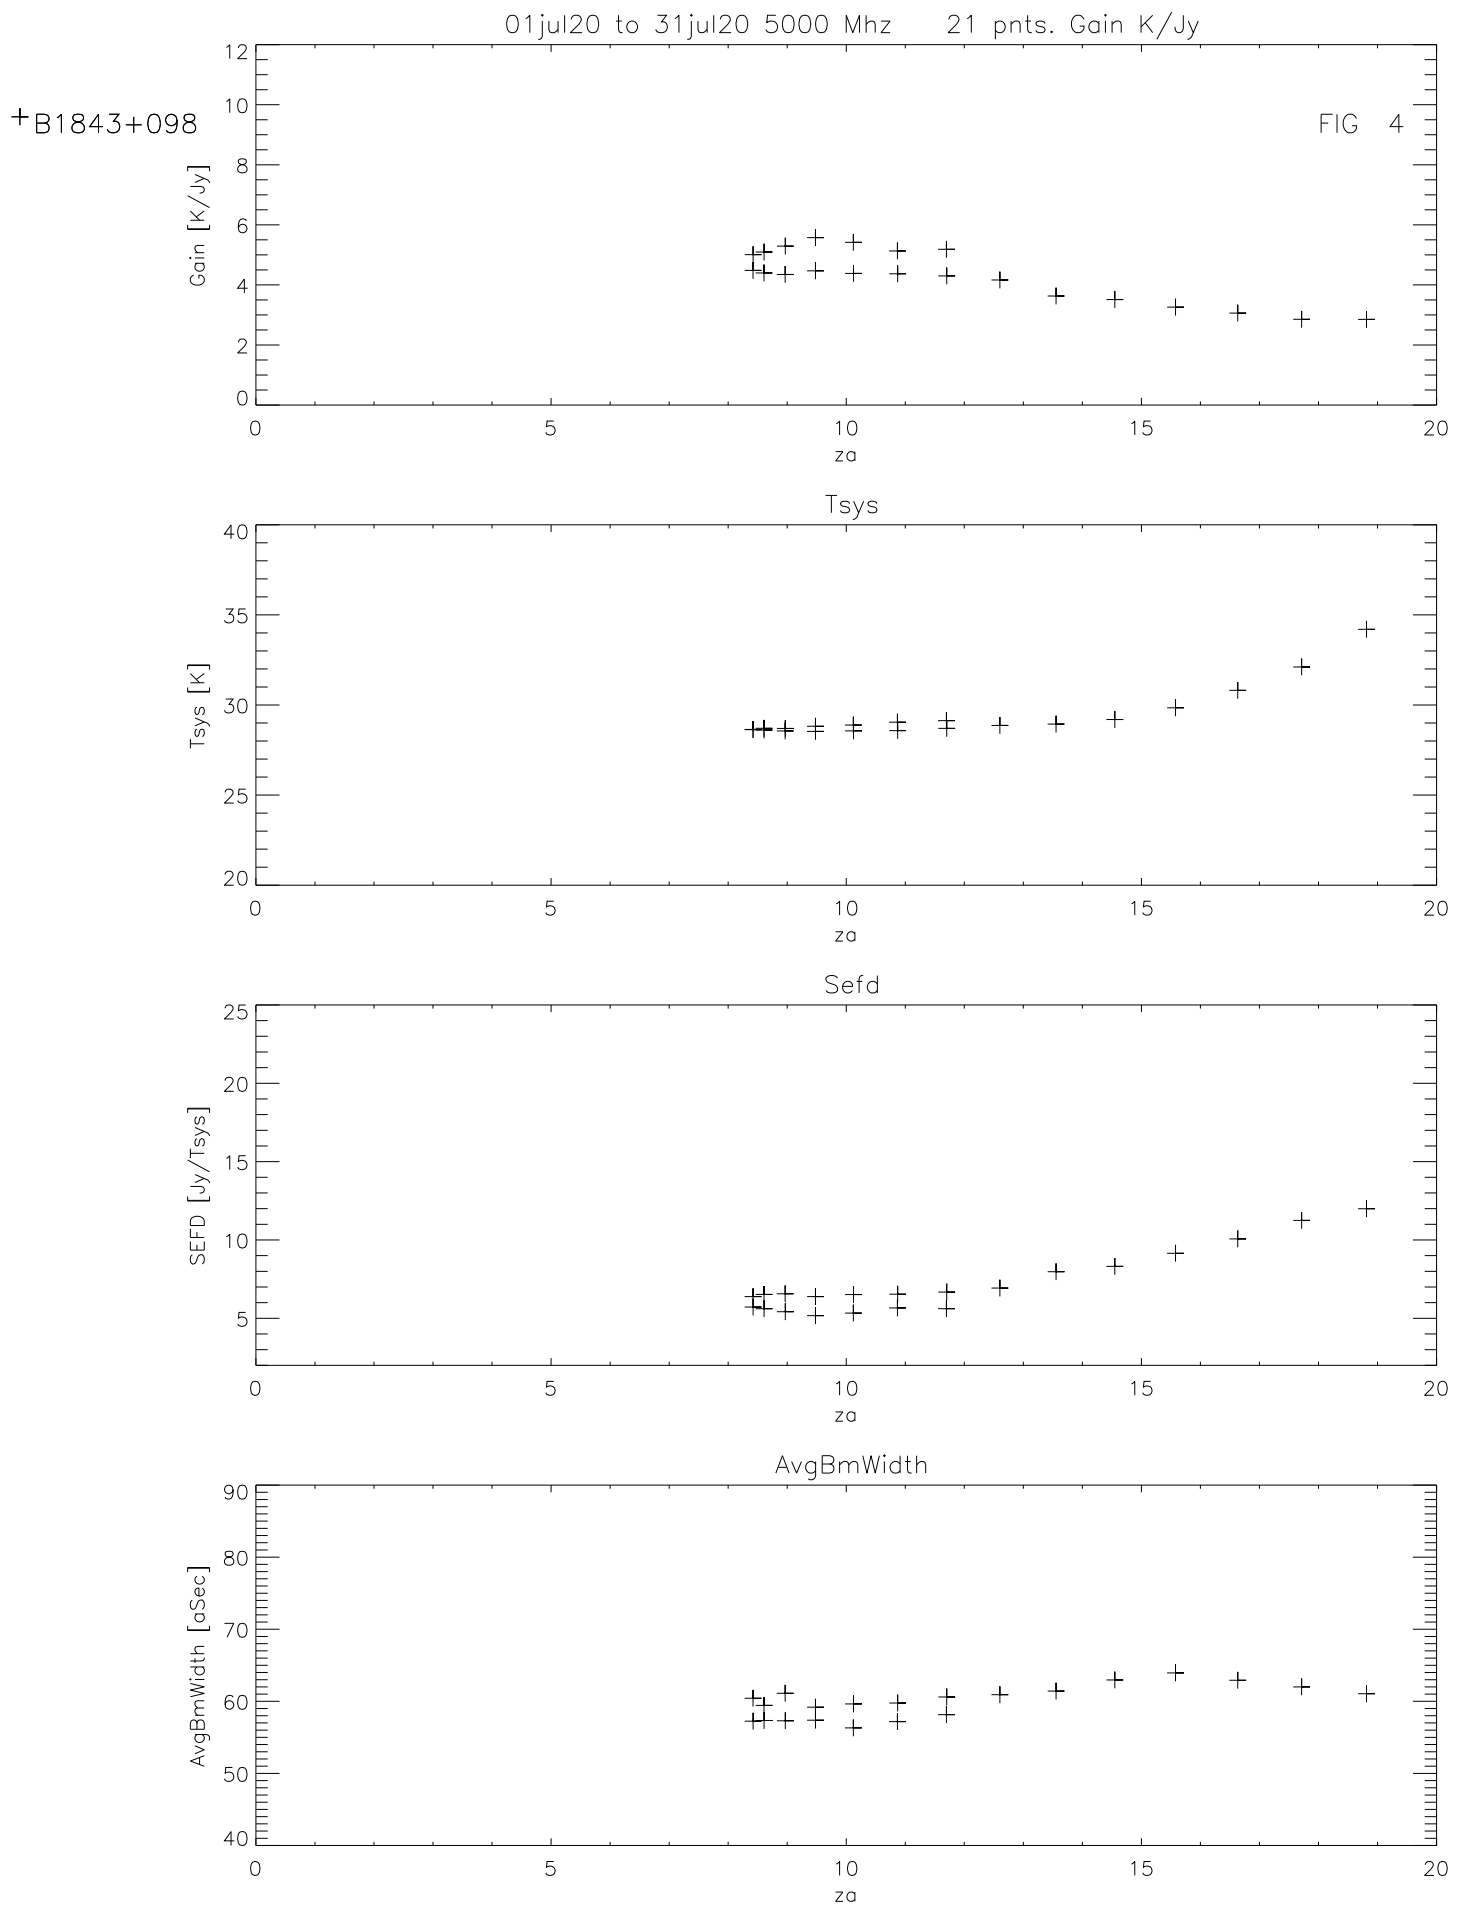 01jul20 to 31jul20 5000 Mhz 21 pnts. Gain K/Jy
+B1843+098
FIG 4
Gain [K/Jy]
12
10
8
6
4
2
0
0 5 10 15 20
za
Tsys
Tsys [K]
40
35
30
25
20
0 5 10 15 20
za
Sefd
SEFD [Jy/Tsys]
25
20
15
10
5
0 5 10 15 20
za
AvgBmWidth
AvgBmWidth [aSec]
90
80
70
60
50
40
0 5 10 15 20
za